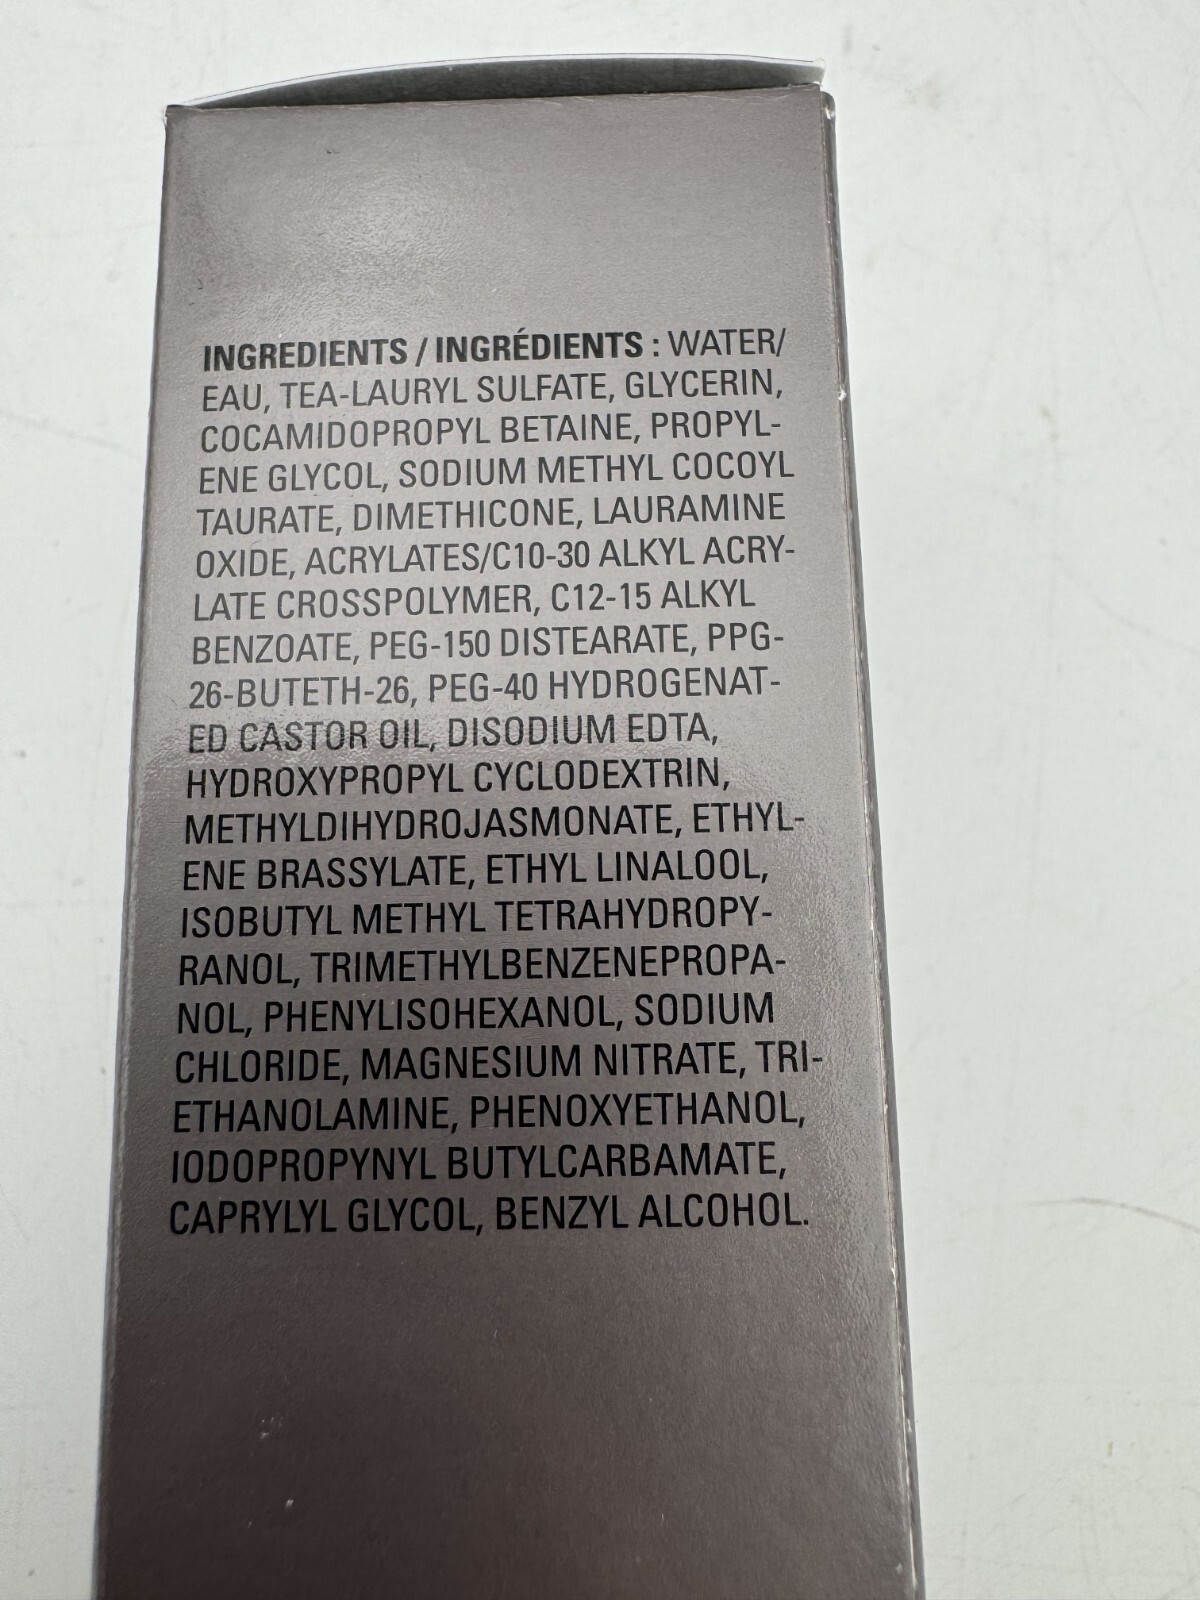 INGREDIENTS / INGRÉDIENTS : WATER/
EAU, TEA-LAURYL SULFATE, GLYCERIN,
COCAMIDOPROPYL BETAINE, PROPYL-
ENE GLYCOL, SODIUM METHYL COCOYL
TAURATE, DIMETHICONE, LAURAMINE
OXIDE, ACRYLATES/C10-30 ALKYL ACRY-
LATE CROSSPOLYMER, C12-15 ALKYL
BENZOATE, PEG-150 DISTEARATE, PPG-
26-BUTETH-26, PEG-40 HYDROGENAT-
ED CASTOR OIL, DISODIUM EDTA,
HYDROXYPROPYL CYCLODEXTRIN,
METHYLDIHYDROJASMONATE, ETHYL-
ENE BRASSYLATE, ETHYL LINALOOL,
ISOBUTYL METHYL TETRAHYDROPY-
RANOL, TRIMETHYLBENZENEPROPA-
NOL, PHENYLISOHEXANOL, SODIUM
CHLORIDE, MAGNESIUM NITRATE, TRI-
ETHANOLAMINE, PHENOXYETHANOL,
IODOPROPYNYL BUTYLCARBAMATE,
CAPRYLYL GLYCOL, BENZYL ALCOHOL.